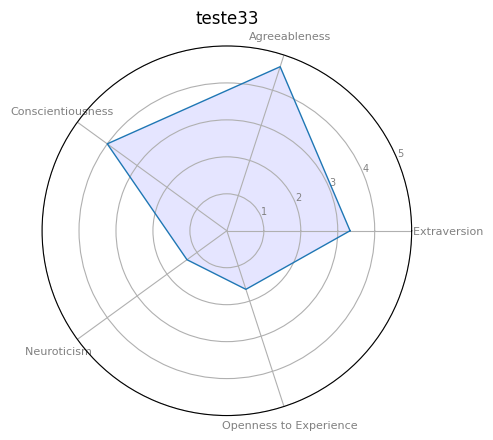 teste33
Agreeableness
Conscientiousness
5
4
3
2
1
Extraversion
Neuroticism
Openness to Experience